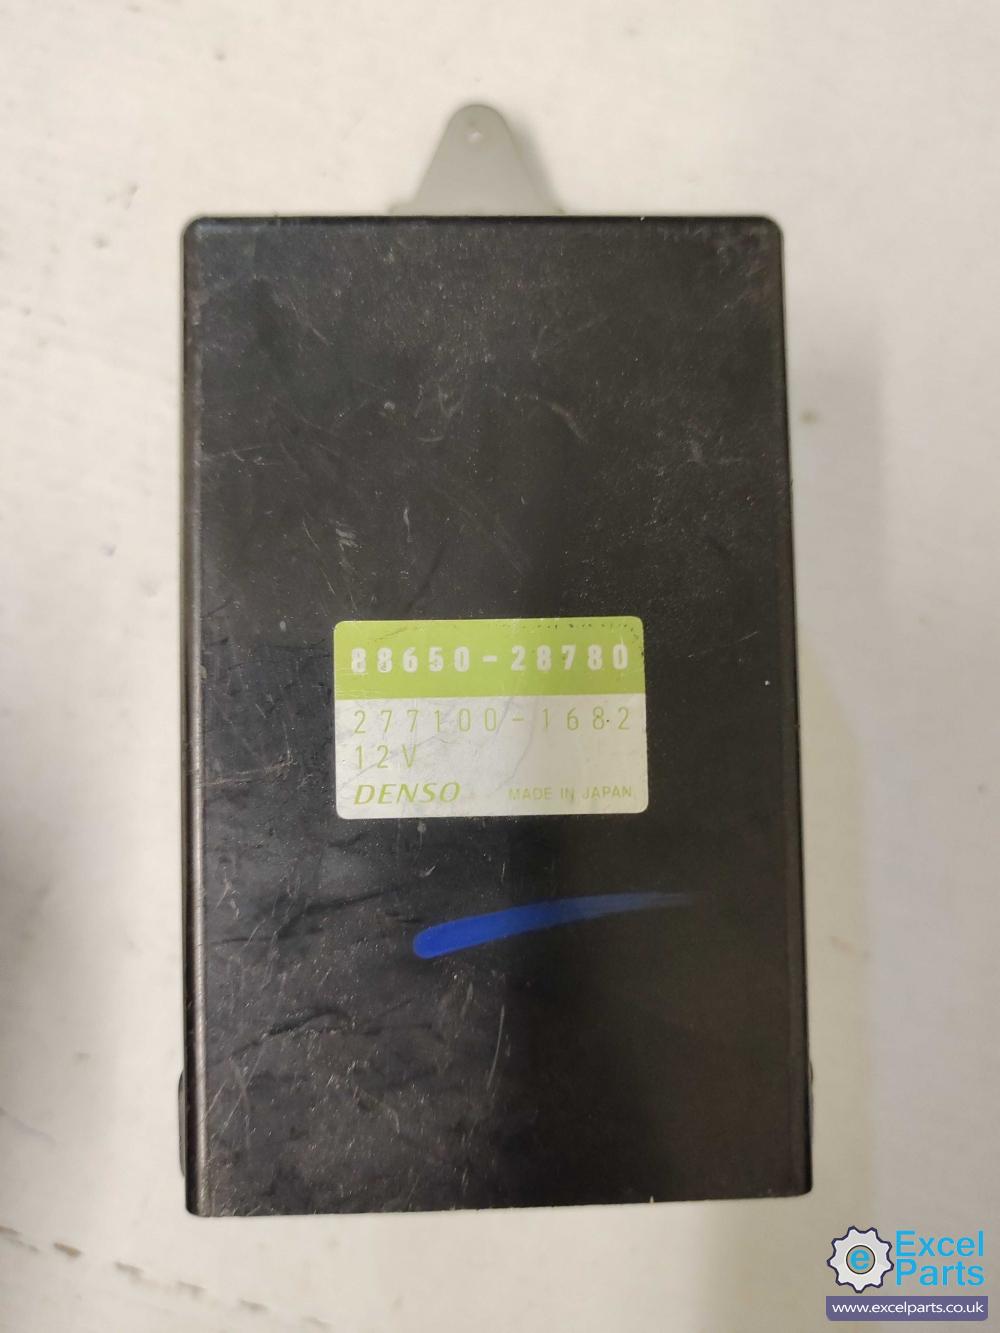 88650-28780
277100-1682
12V
DENSO MADE IN JAPAN
e Excel
Parts
www.excelparts.co.uk